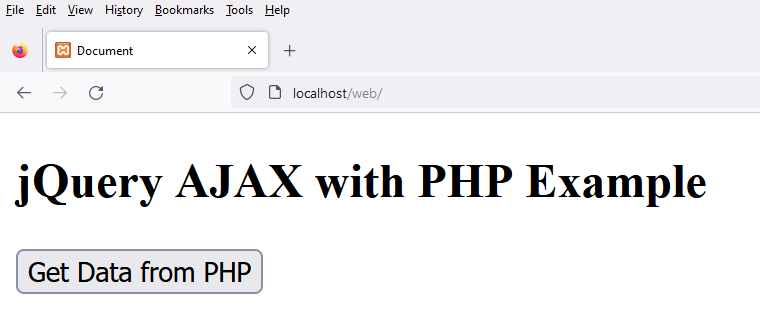 File Edit View History Bookmarks Tools Help
Document
localhost/web/
jQuery AJAX with PHP Example
Get Data from PHP